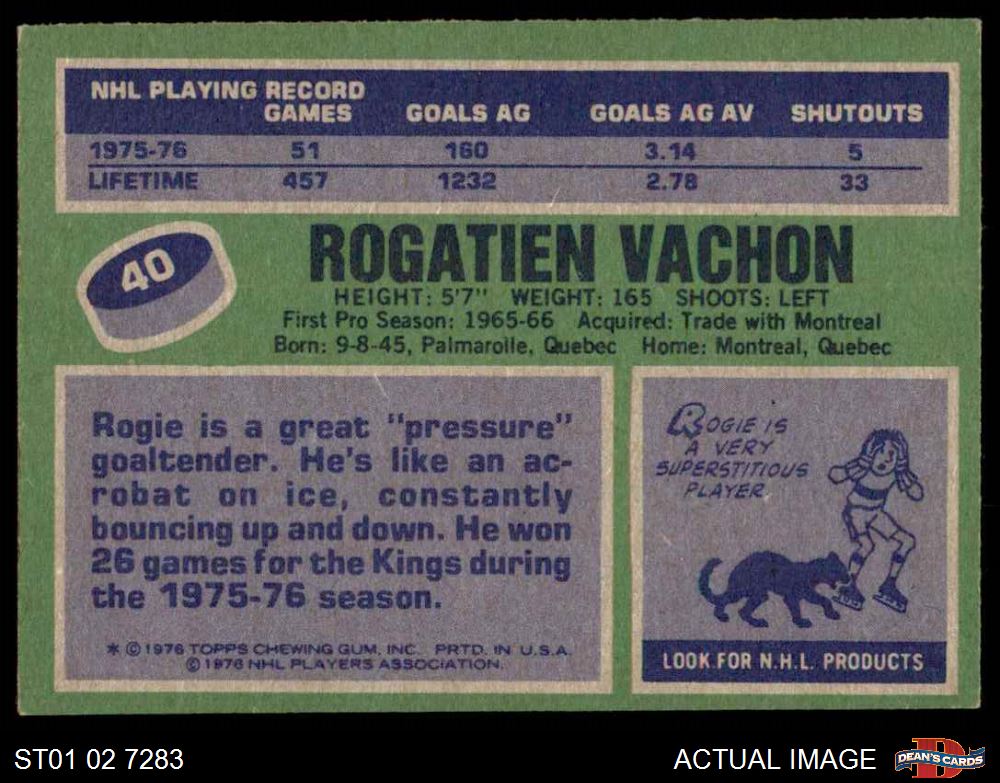 NHL PLAYING RECORD
GAMES GOALS AG GOALS AG AV SHUTOUTS
1975-76 51 160 3.14 5
LIFETIME 457 1232 2.78 33
40
ROGATIEN VACHON
HEIGHT: 5'7" WEIGHT: 165 SHOOTS: LEFT
First Pro Season: 1965-66 Acquired: Trade with Montreal
Born: 9-8-45, Palmarolle, Quebec Home: Montreal, Quebec
Rogie is a great "pressure"
goaltender. He's like an ac-
robat on ice, constantly
bouncing up and down. He won
26 games for the Kings during
the 1975-76 season.
* © 1976 TOPPS CHEWING GUM, INC. PRTD. IN U.S.A.
© 1976 NHL PLAYERS ASSOCIATION.
ROGIE IS
A VERY
SUPERSTITIOUS
PLAYER.
LOOK FOR N.H.L. PRODUCTS
ST01 02 7283
ACTUAL IMAGE
D
DEAN'S CARDS